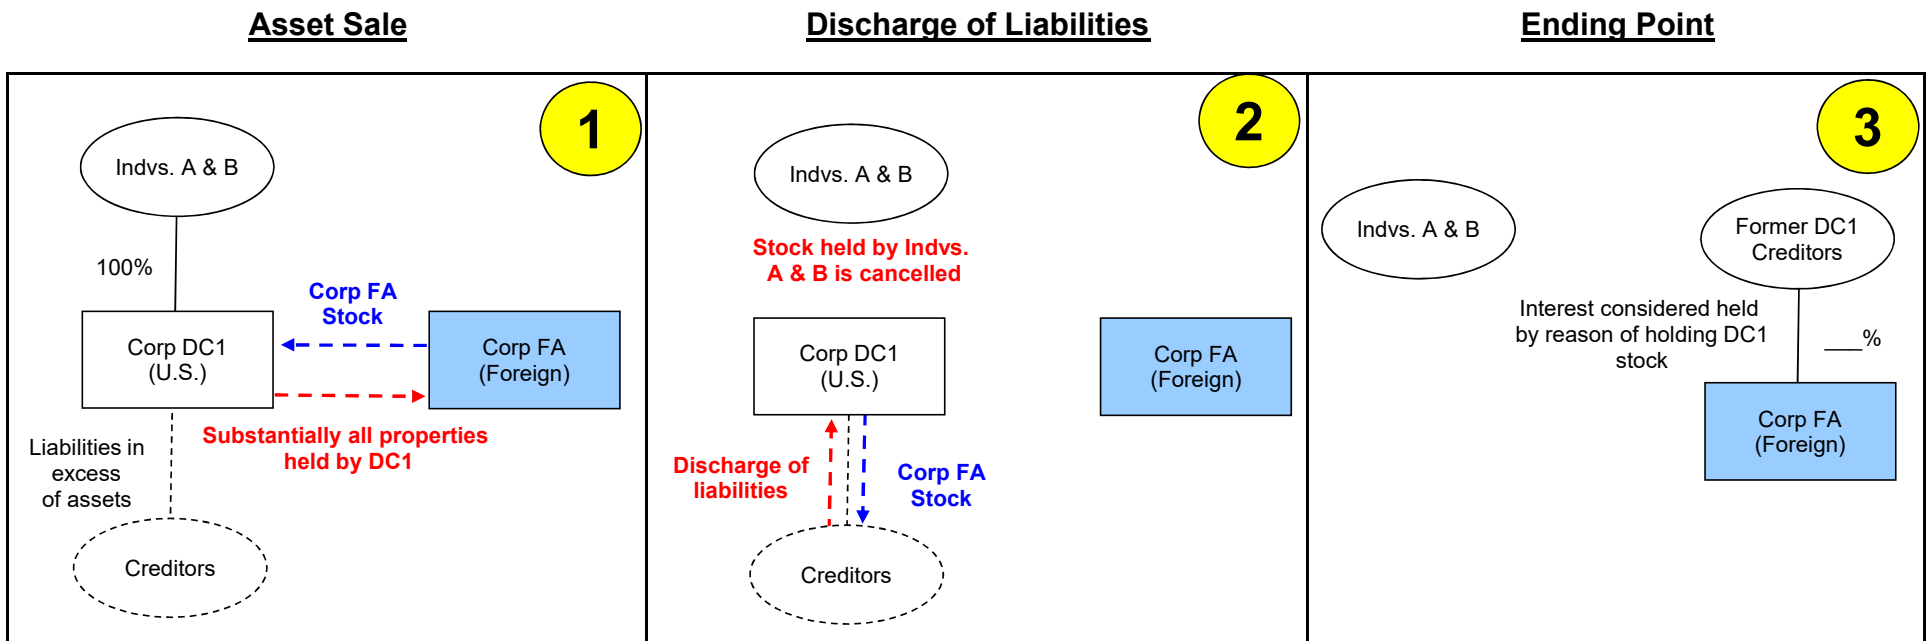 Asset Sale
Discharge of Liabilities
Ending Point
1
Indvs. A & B
100%
Corp FA
Stock
Corp DC1
(U.S.)
Corp FA
(Foreign)
Substantially all properties
held by DC1
Liabilities in
excess
of assets
Creditors
2
Indvs. A & B
Stock held by Indvs.
A & B is cancelled
Corp DC1
(U.S.)
Corp FA
(Foreign)
Discharge of
liabilities
Corp FA
Stock
Creditors
3
Indvs. A & B
Former DC1
Creditors
Interest considered held
by reason of holding DC1
stock
___%
Corp FA
(Foreign)